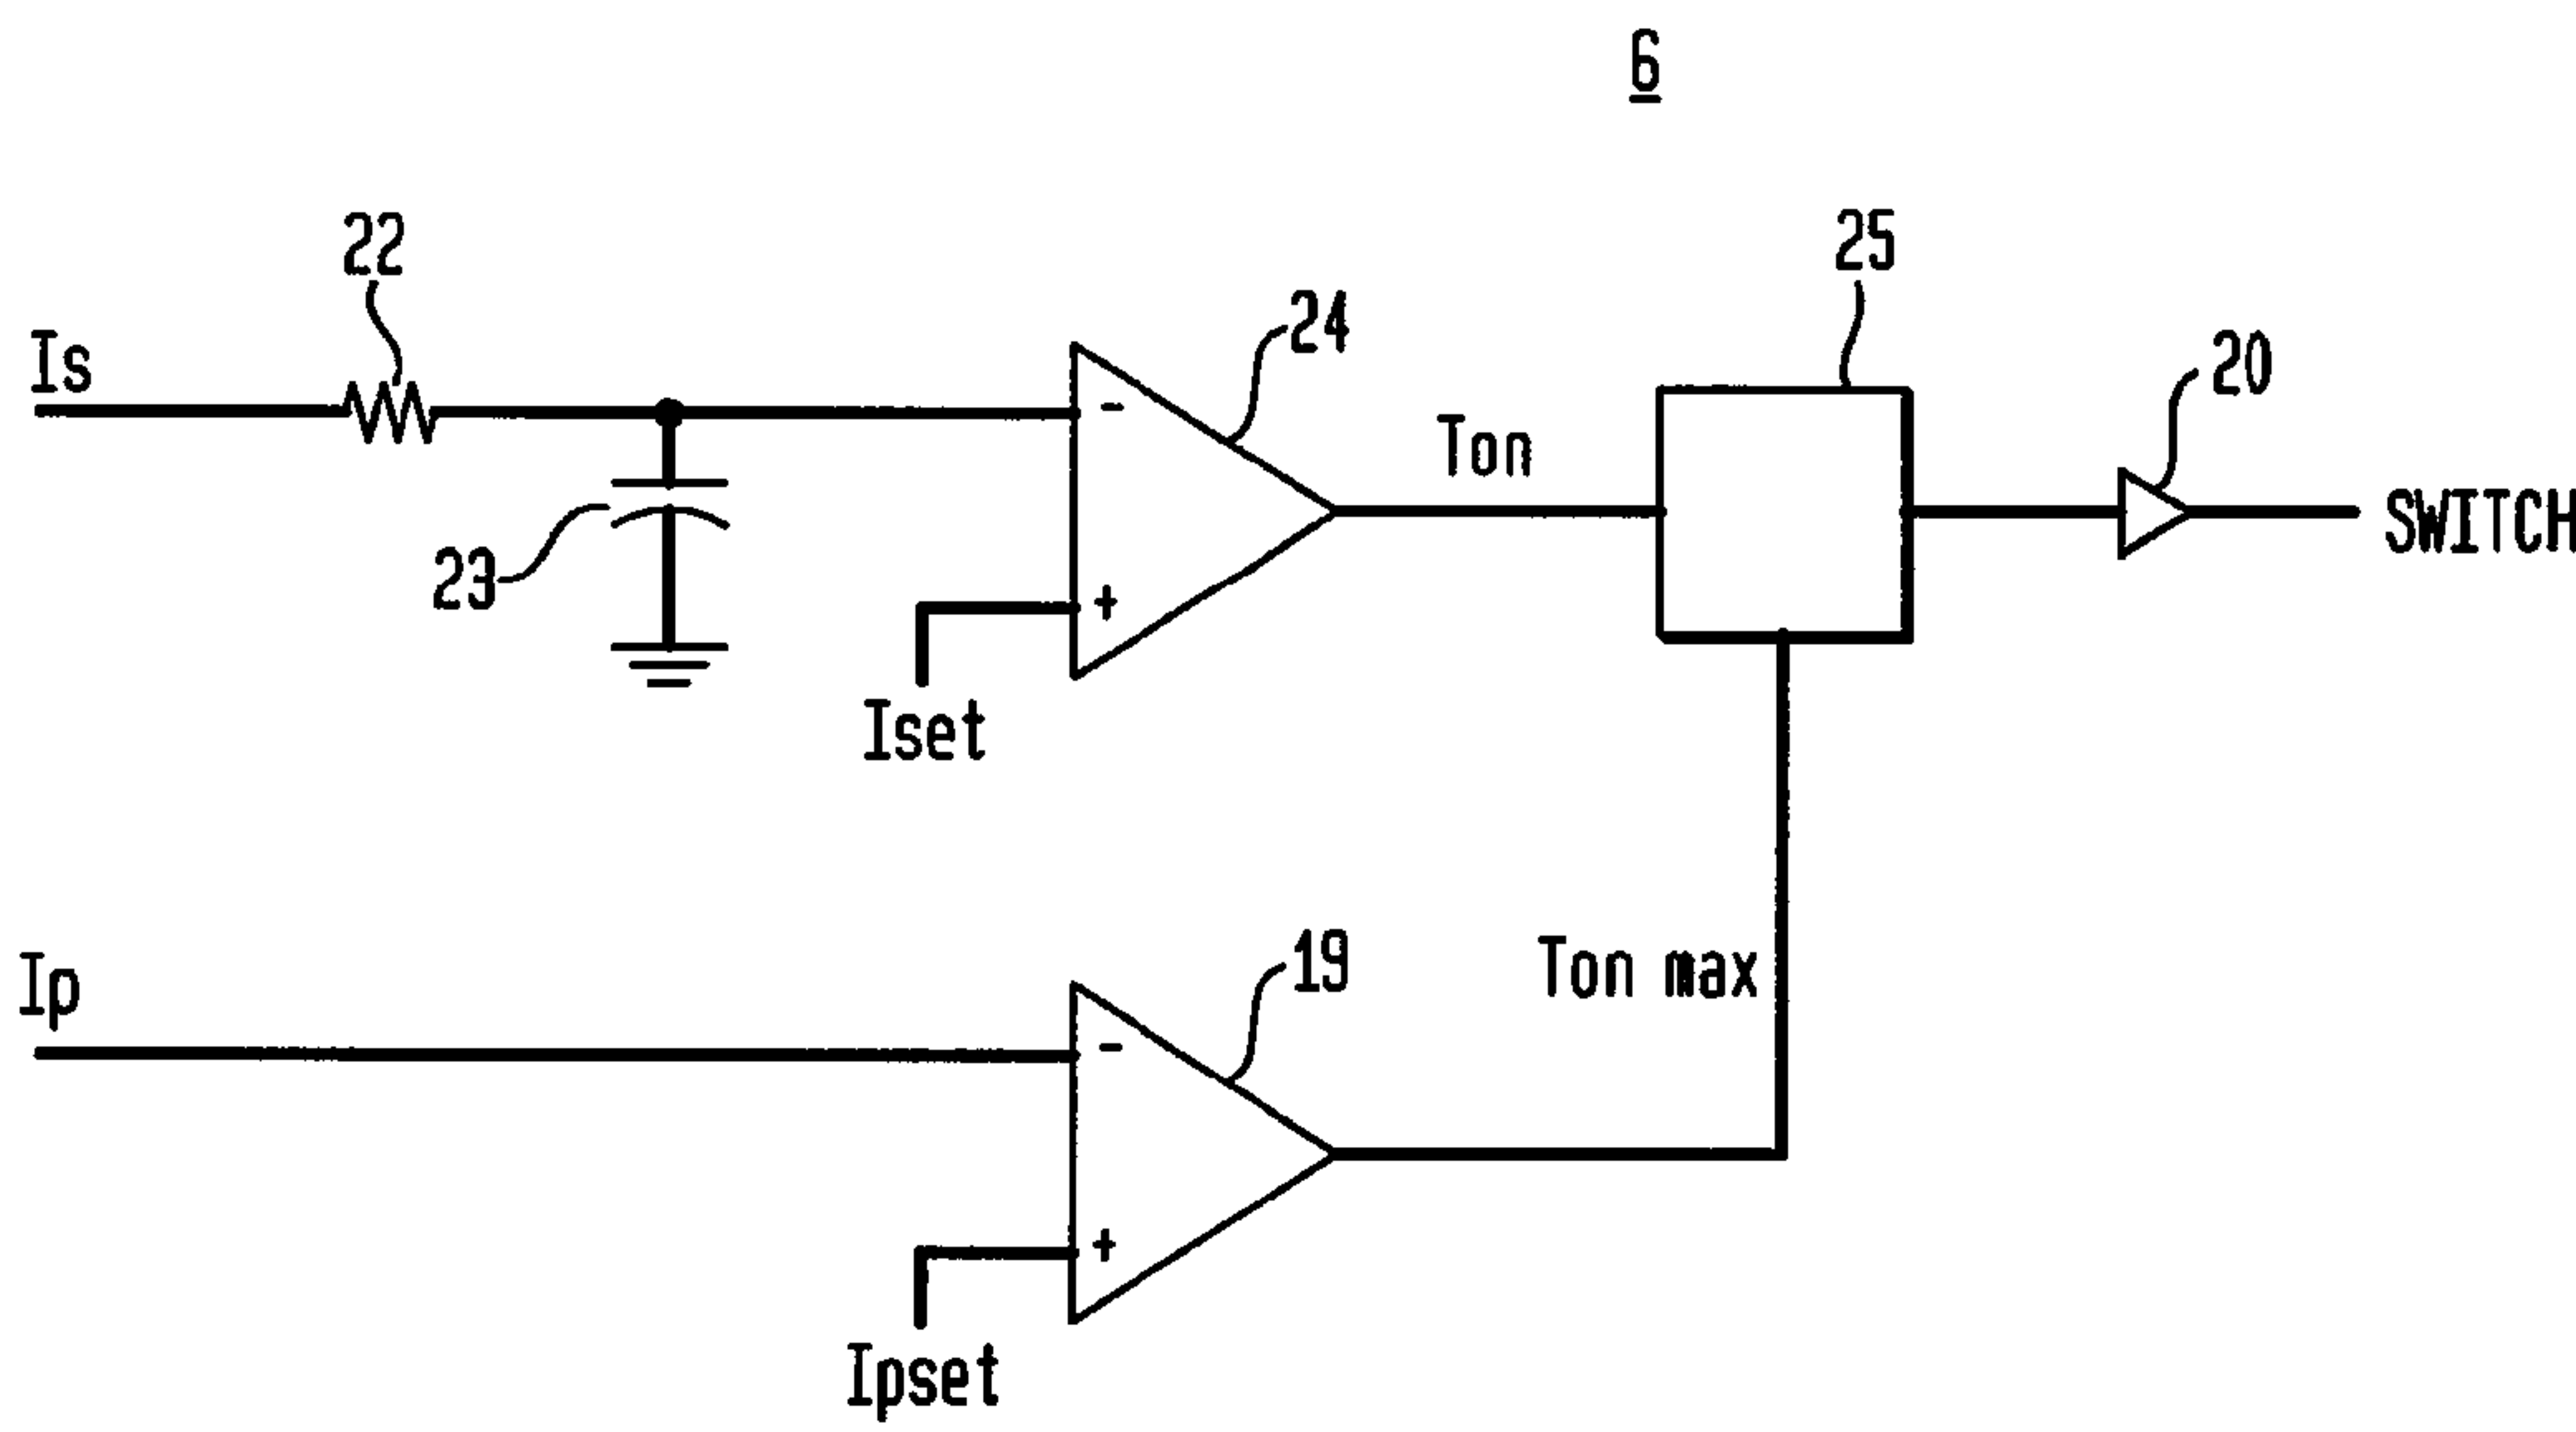 6
22
25
24
20
Is
-
Ton
SWITCH
23
+
Iset
19
Ip
Ton max
-
+
Ipset